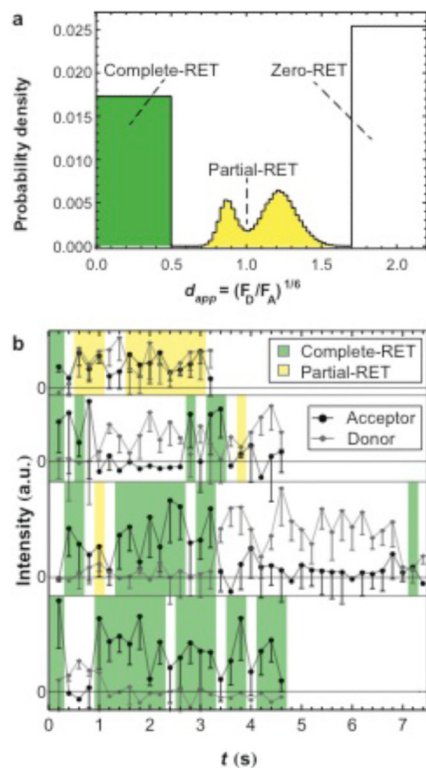 a
Probability density
0.025
0.020
0.015
0.010
0.005
0.000
Complete-RET
Zero-RET
Partial-RET
0.0 0.5 1.0 1.5 2.0
d_app = (F_D/F_A)^1/6
b
Intensity (a.u.)
Complete-RET
Partial-RET
Acceptor
Donor
0
0
0
0
0 1 2 3 4 5 6 7
t (s)